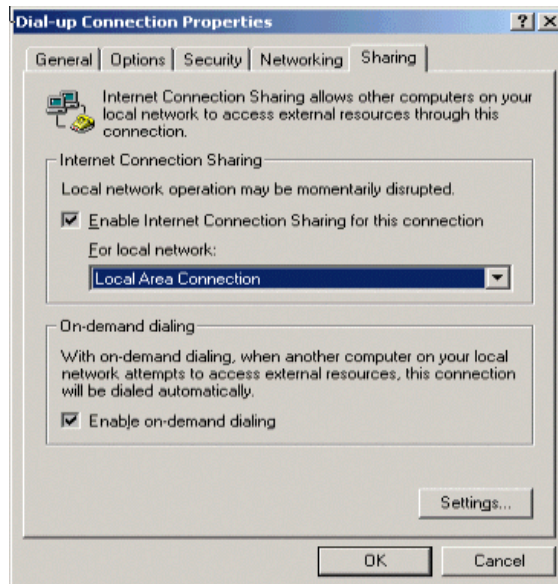 Dial-up Connection Properties
General Options Security Networking Sharing
Internet Connection Sharing allows other computers on your
local network to access external resources through this
connection.
Internet Connection Sharing
Local network operation may be momentarily disrupted.
Enable Internet Connection Sharing for this connection
For local network:
Local Area Connection
On-demand dialing
With on-demand dialing, when another computer on your local
network attempts to access external resources, this connection
will be dialed automatically.
Enable on-demand dialing
Settings...
OK Cancel